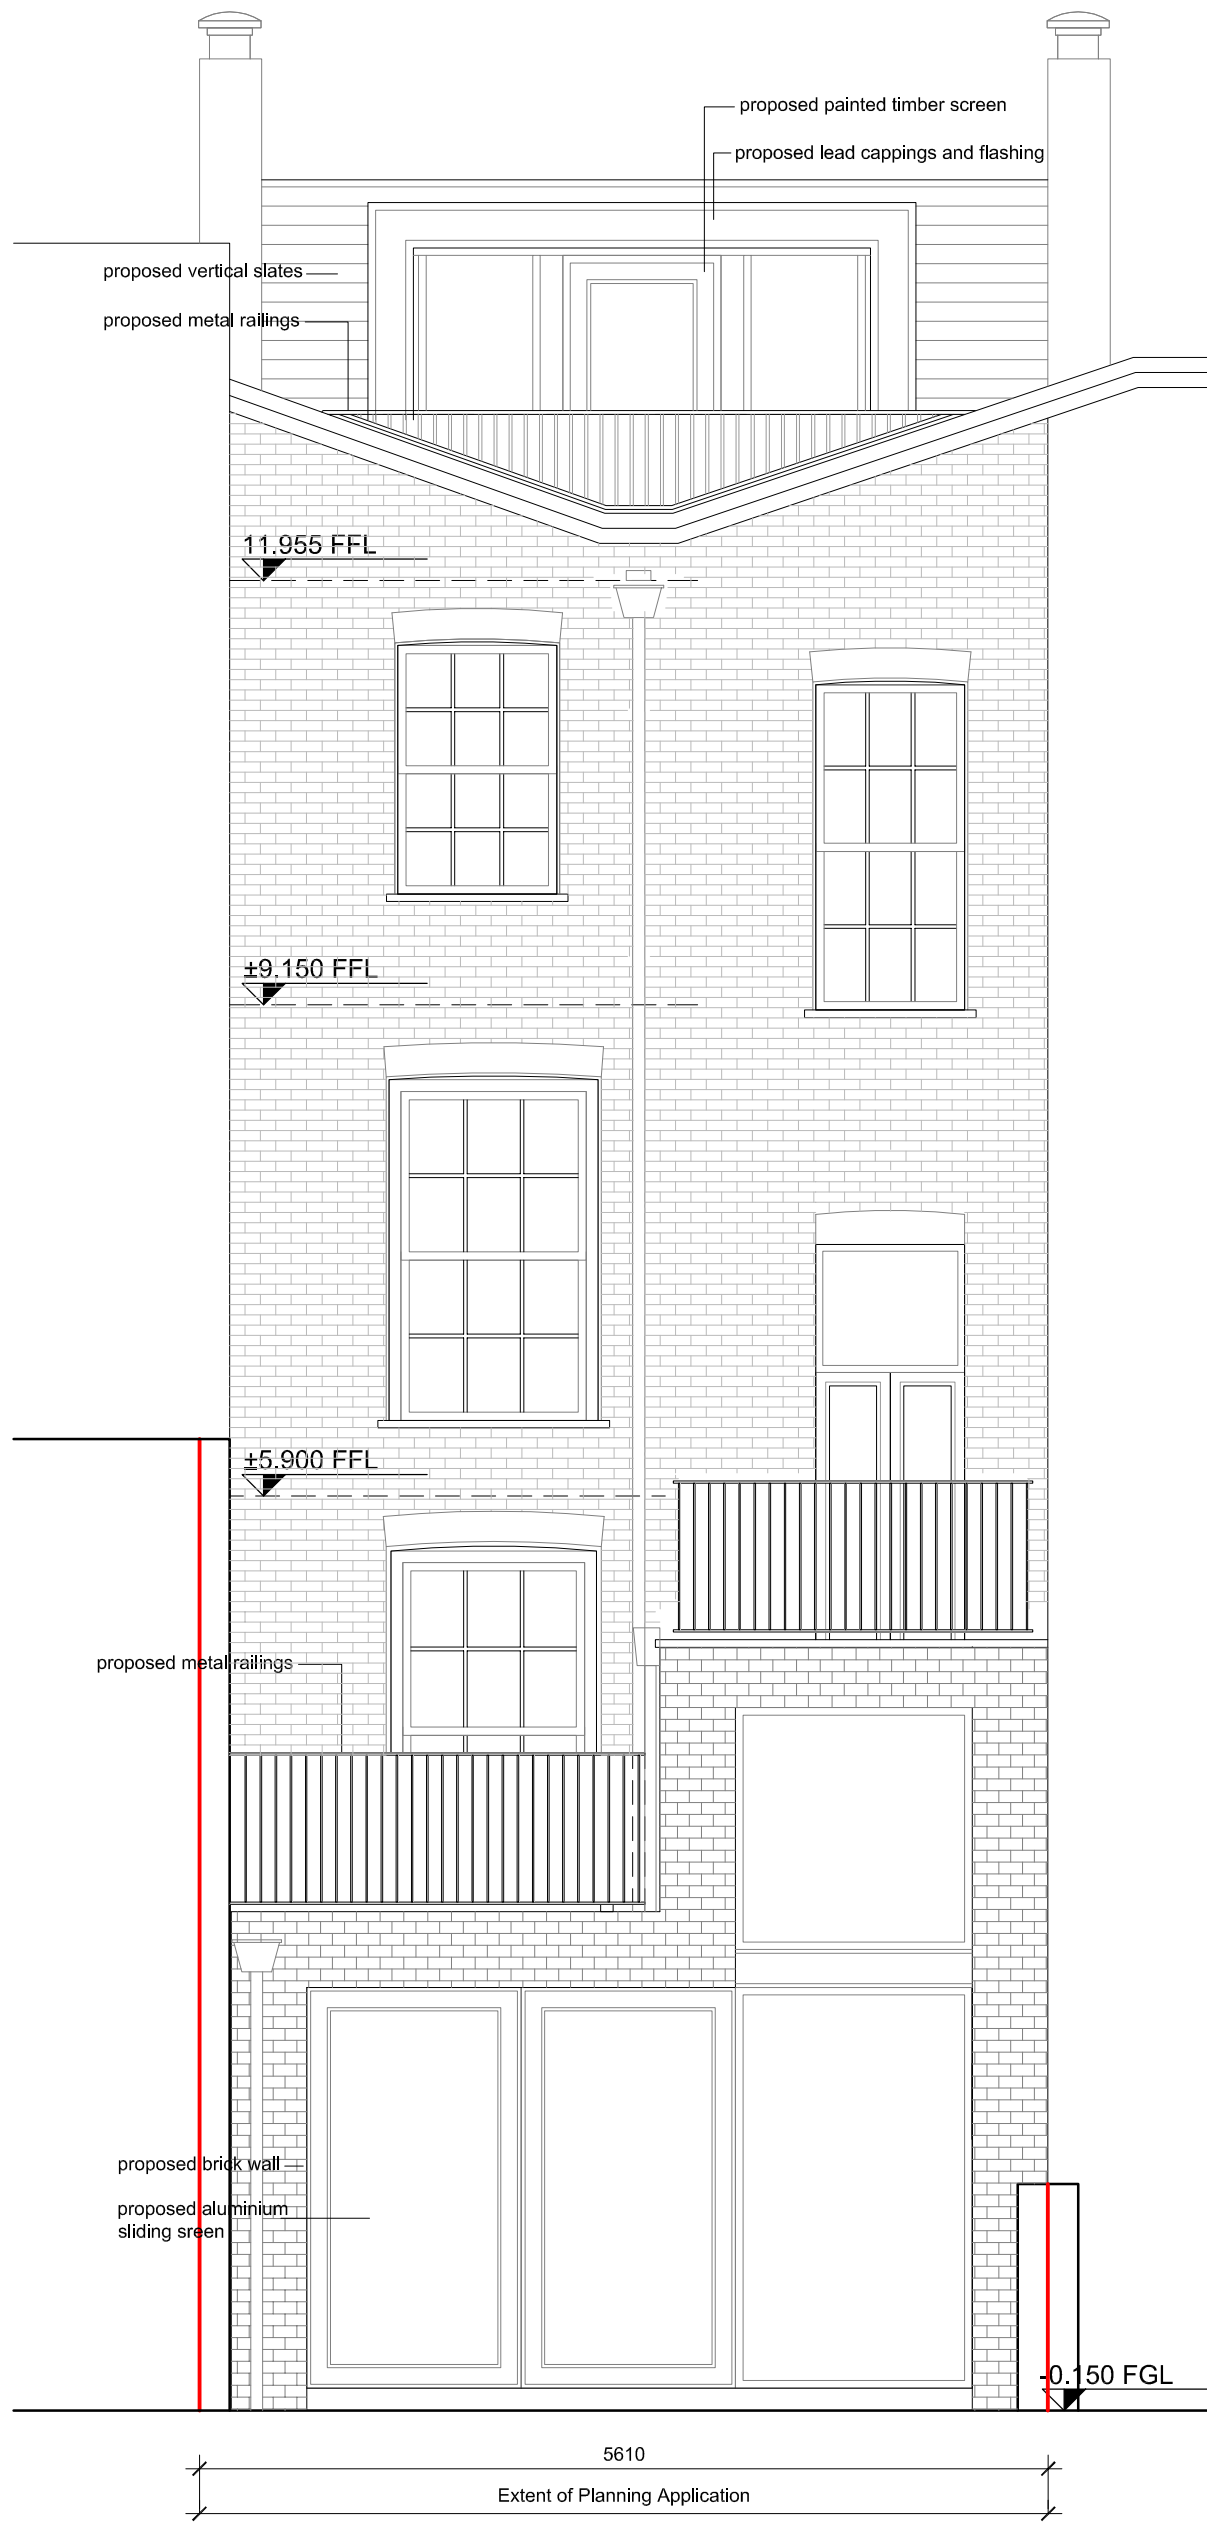 proposed painted timber screen
proposed lead cappings and flashing
proposed vertical slates
proposed metal railings
11.955 FFL
±9.150 FFL
±5.900 FFL
proposed metal railings
proposed brick wall
proposed aluminium
sliding sreen
-0.150 FGL
5610
Extent of Planning Application